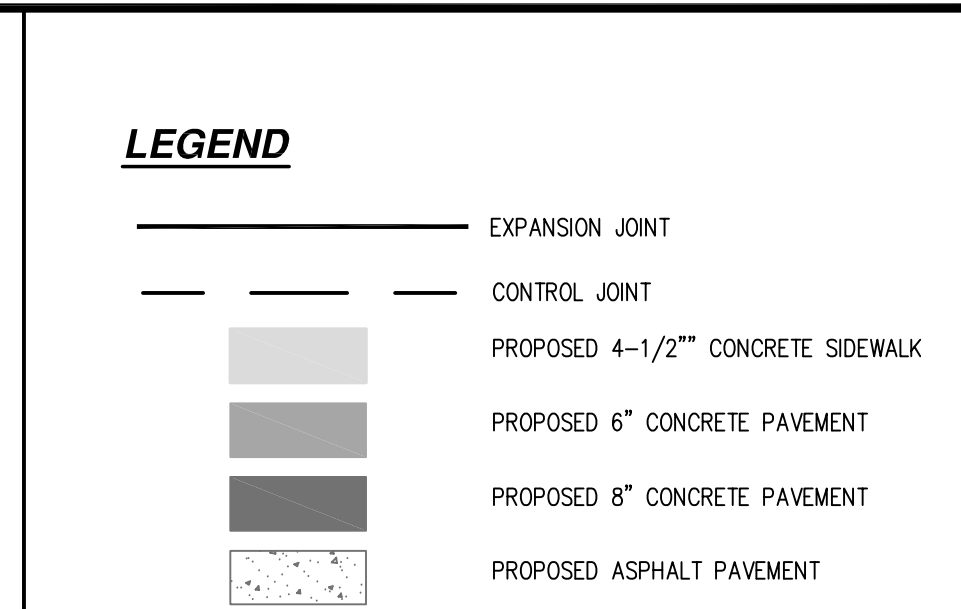 LEGEND
EXPANSION JOINT
CONTROL JOINT
PROPOSED 4-1/2"" CONCRETE SIDEWALK
PROPOSED 6" CONCRETE PAVEMENT
PROPOSED 8" CONCRETE PAVEMENT
PROPOSED ASPHALT PAVEMENT